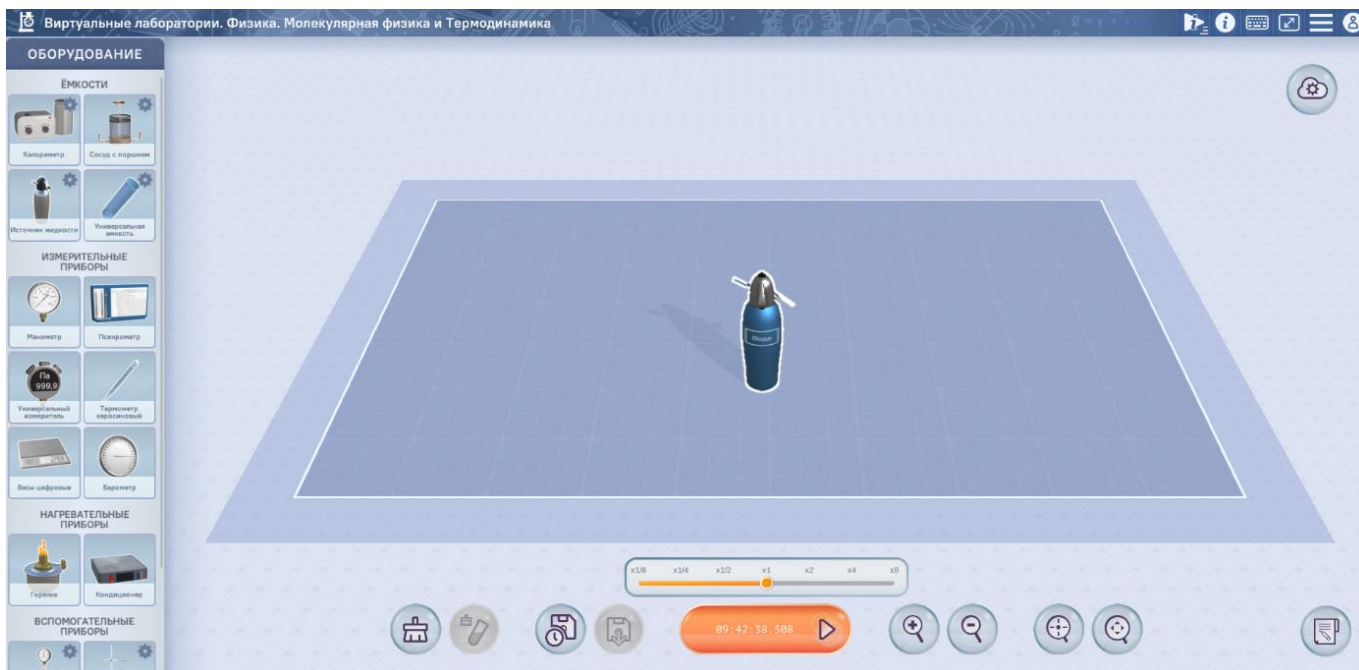 Виртуальные лаборатории. Физика. Молекулярная физика и Термодинамика
ОБОРУДОВАНИЕ
ЁМКОСТИ
Калориметр
Сосуд с поршнем
Источник жидкости
Универсальная
емкость
ИЗМЕРИТЕЛЬНЫЕ
ПРИБОРЫ
Манометр
Психрометр
Па
999,9
Универсальный
измеритель
Термометр
керосиновый
Весы цифровые
Барометр
НАГРЕВАТЕЛЬНЫЕ
ПРИБОРЫ
Горелка
Кондиционер
ВСПОМОГАТЕЛЬНЫЕ
ПРИБОРЫ
x1/8 x1/4 x1/2 x1 x2 x4 x8
09:42:38.508